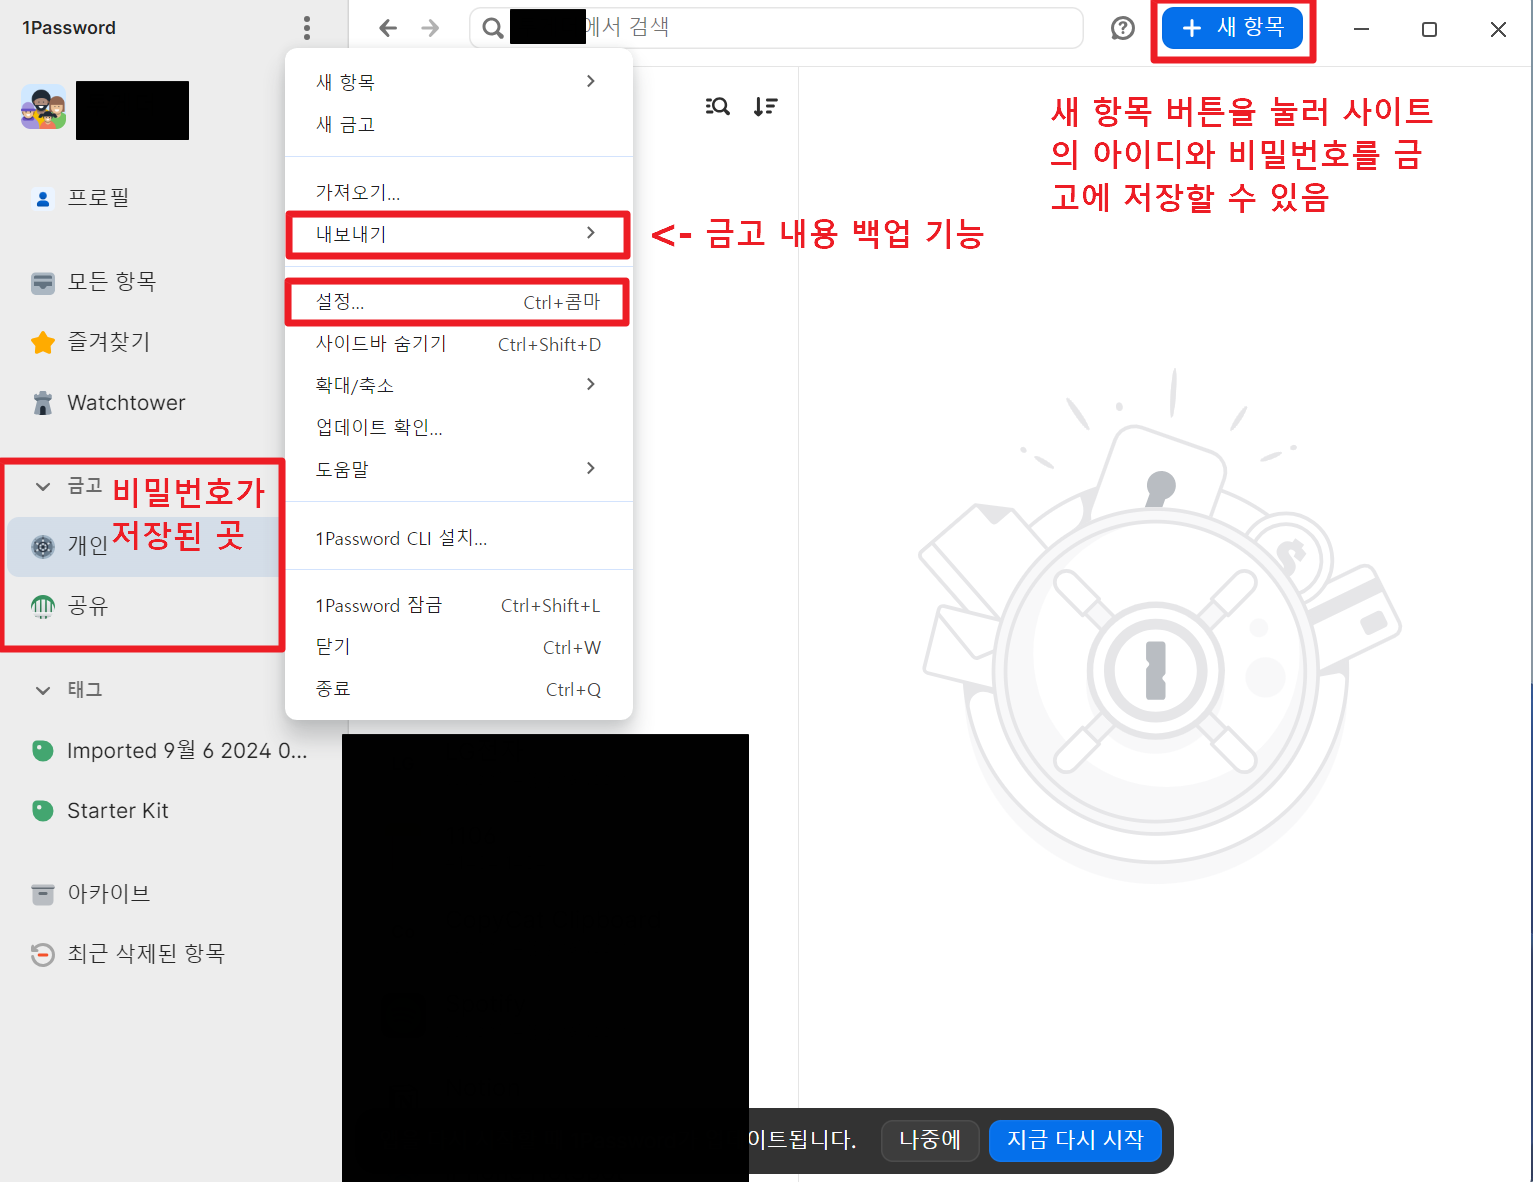 1Password
에서 검색
새 항목
프로필
모든 항목
즐겨찾기
Watchtower
금고
개인
공유
비밀번호가
저장된 곳
태그
Imported 9월 6 2024 0...
Starter Kit
아카이브
최근 삭제된 항목
새 항목
새 금고
가져오기...
내보내기
설정... Ctrl+콤마
사이드바 숨기기 Ctrl+Shift+D
확대/축소
업데이트 확인...
도움말
1Password CLI 설치...
1Password 잠금 Ctrl+Shift+L
닫기 Ctrl+W
종료 Ctrl+Q
<- 금고 내용 백업 기능
새 항목 버튼을 눌러 사이트
의 아이디와 비밀번호를 금
고에 저장할 수 있음
이트됩니다. 나중에 지금 다시 시작